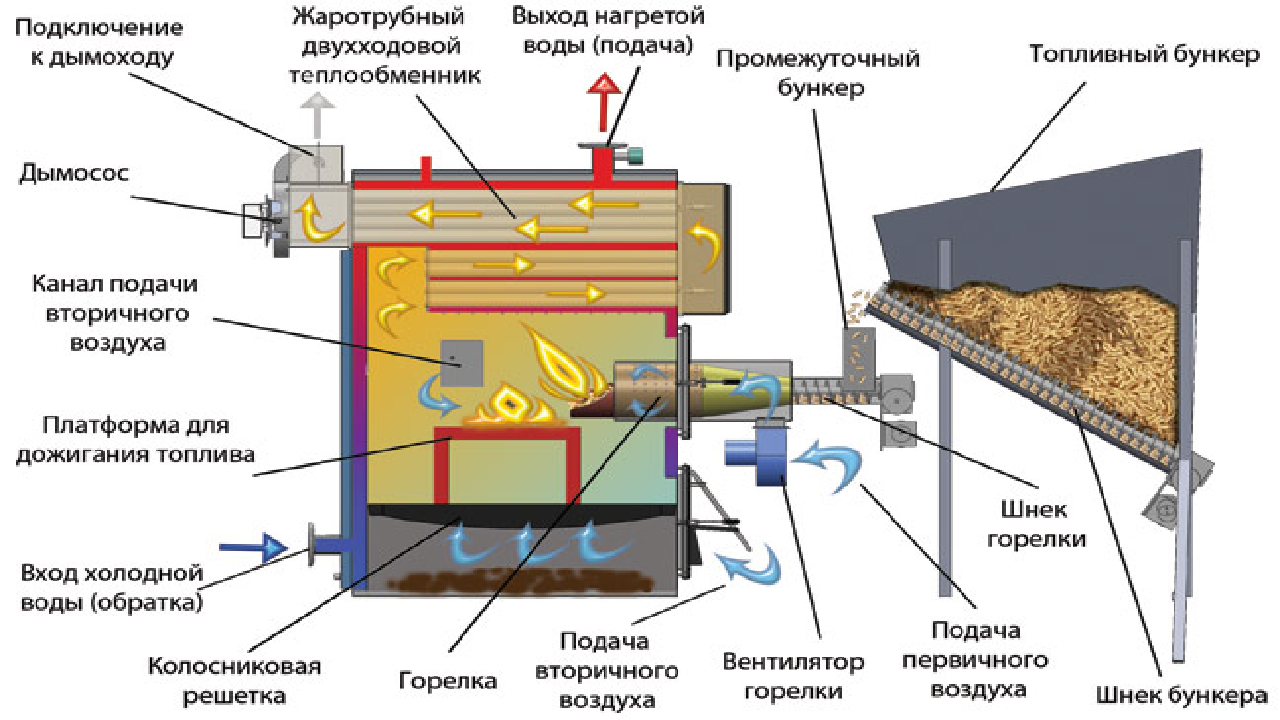 Подключение
к дымоходу
Жаротрубный
двухходовой
теплообменник
Выход нагретой
воды (подача)
Промежуточный
бункер
Топливный бункер
Дымосос
Канал подачи
вторичного
воздуха
Платформа для
дожигания топлива
Вход холодной
воды (обратка)
Колосниковая
решетка
Горелка
Подача
вторичного
воздуха
Вентилятор
горелки
Подача
первичного
воздуха
Шнек
горелки
Шнек бункера